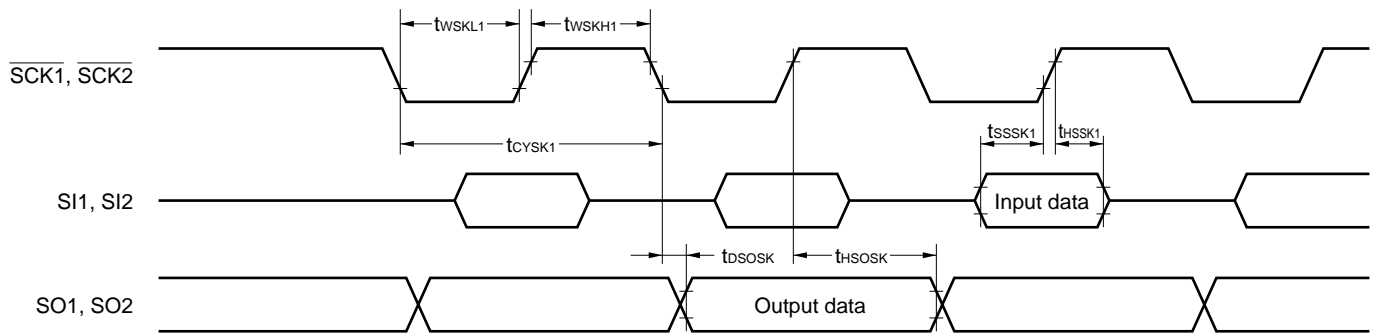 tWSKL1 tWSKH1
SCK1, SCK2
tCYSK1
tSSSK1 tHSSK1
SI1, SI2
Input data
tDSOSK tHSOSK
SO1, SO2
Output data